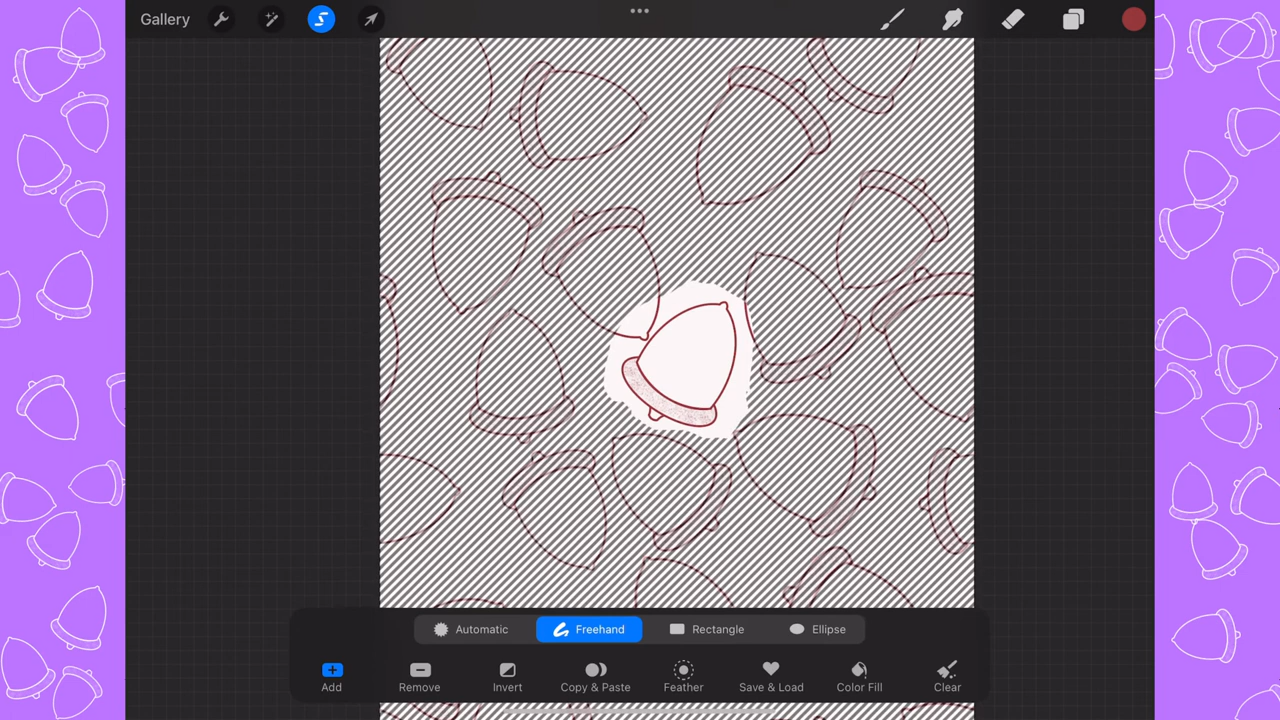 Gallery
Automatic Freehand Rectangle Ellipse
Add Remove Invert Copy & Paste Feather Save & Load Color Fill Clear